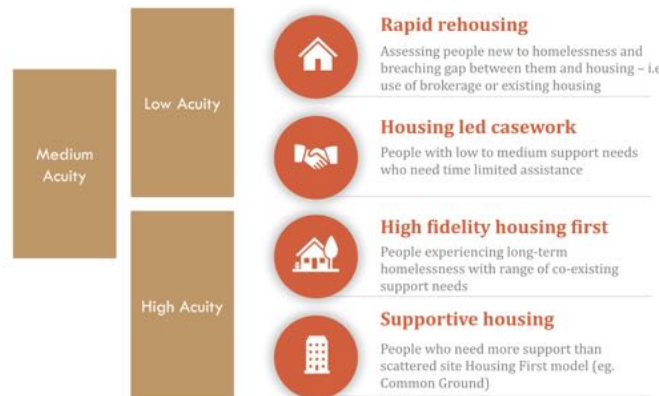 Medium
Acuity
Low Acuity
High Acuity
Rapid rehousing
Assessing people new to homelessness and
breaching gap between them and housing – i.e
use of brokerage or existing housing
Housing led casework
People with low to medium support needs
who need time limited assistance
High fidelity housing first
People experiencing long-term
homelessness with range of co-existing
support needs
Supportive housing
People who need more support than
scattered site Housing First model (eg.
Common Ground)